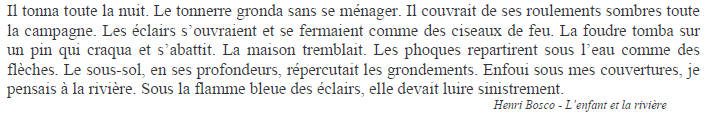 Il tonna toute la nuit. Le tonnerre gronda sans se ménager. Il couvrait de ses roulements sombres toute
la campagne. Les éclairs s’ouvraient et se fermaient comme des ciseaux de feu. La foudre tomba sur
un pin qui craqua et s’abattit. La maison tremblait. Les phoques repartirent sous l’eau comme des
flèches. Le sous-sol, en ses profondeurs, répercutait les grondements. Enfoui sous mes couvertures, je
pensais à la rivière. Sous la flamme bleue des éclairs, elle devait luire sinistrement.
Henri Bosco - L’enfant et la rivière